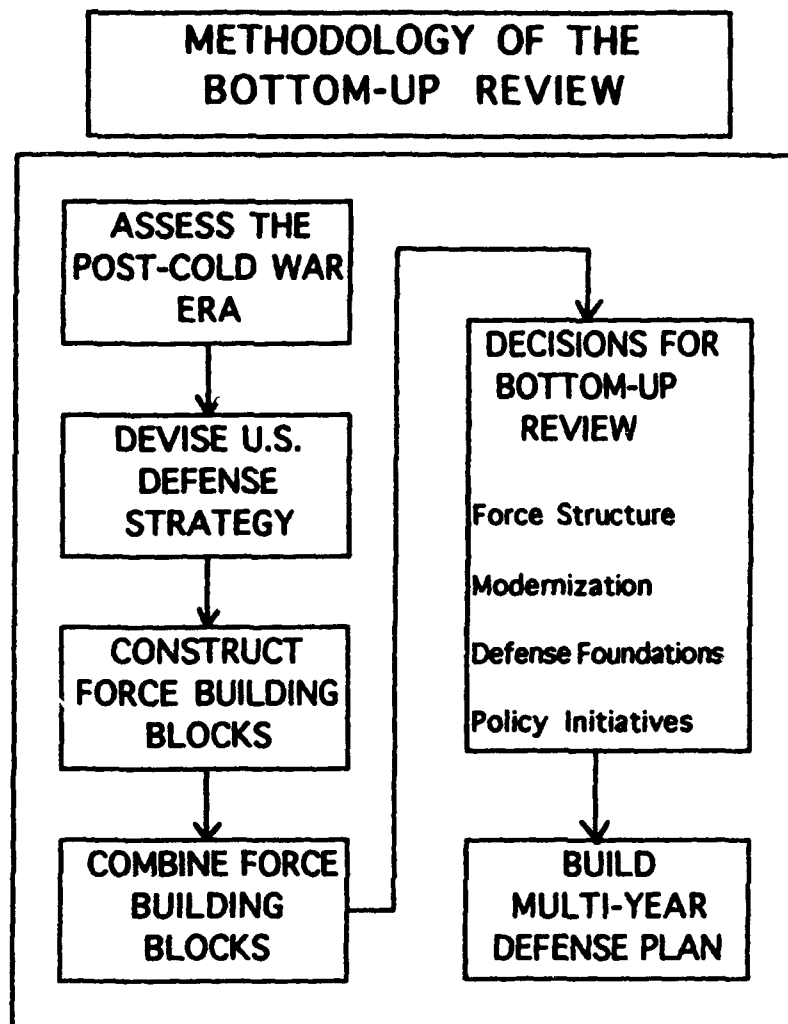 METHODOLOGY OF THE
BOTTOM-UP REVIEW
ASSESS THE
POST-COLD WAR
ERA
DEVISE U.S.
DEFENSE
STRATEGY
CONSTRUCT
FORCE BUILDING
BLOCKS
COMBINE FORCE
BUILDING
BLOCKS
DECISIONS FOR
BOTTOM-UP
REVIEW
Force Structure
Modernization
Defense Foundations
Policy Initiatives
BUILD
MULTI-YEAR
DEFENSE PLAN